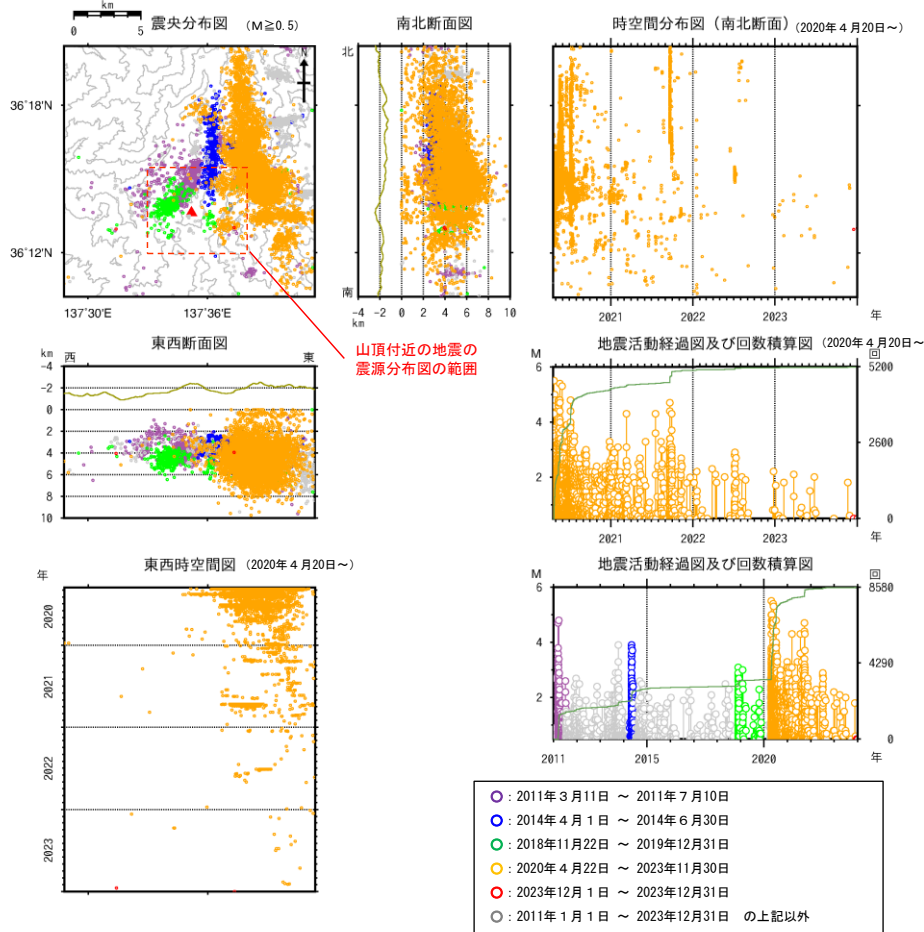 km
0 5
震央分布図 (M≧0.5)
N
36°18'N
36°12'N
137°30'E 137°36'E
南北断面図
北
南
-4 -2 0 2 4 6 8 10
km
時空間分布図(南北断面) (2020年4月20日~)
2021 2022 2023
年
山頂付近の地震の
震源分布図の範囲
東西断面図
km 西 東
-4
-2
0
2
4
6
8
10
地震活動経過図及び回数積算図 (2020年4月20日~
M 回
6 5200
4
2600
2
0
2021 2022 2023
年
東西時空間図 (2020年4月20日~)
年
2020
2021
2022
2023
地震活動経過図及び回数積算図
M 回
6 8580
4 4290
2
0
2011 2015 2020
年
: 2011年3月11日 ~ 2011年7月10日
: 2014年4月1日 ~ 2014年6月30日
: 2018年11月22日 ~ 2019年12月31日
: 2020年4月22日 ~ 2023年11月30日
: 2023年12月1日 ~ 2023年12月31日
: 2011年1月1日 ~ 2023年12月31日 の上記以外